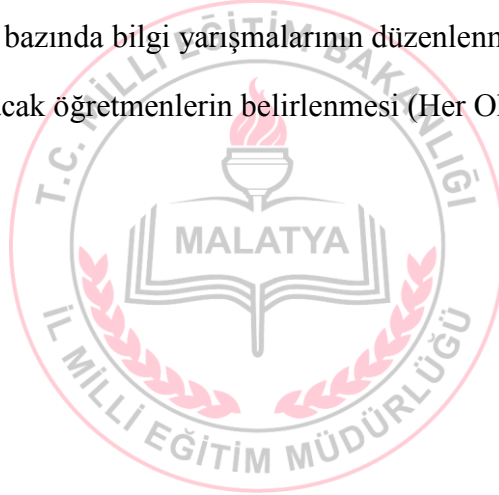 bazında bilgi yarışmalarının düzenlenm
cak öğretmenlerin belirlenmesi (Her O
T.C. MİLLİ EĞİTİM BAKANLIĞI
MALATYA
İL MİLLİ EĞİTİM MÜDÜRLÜĞÜ